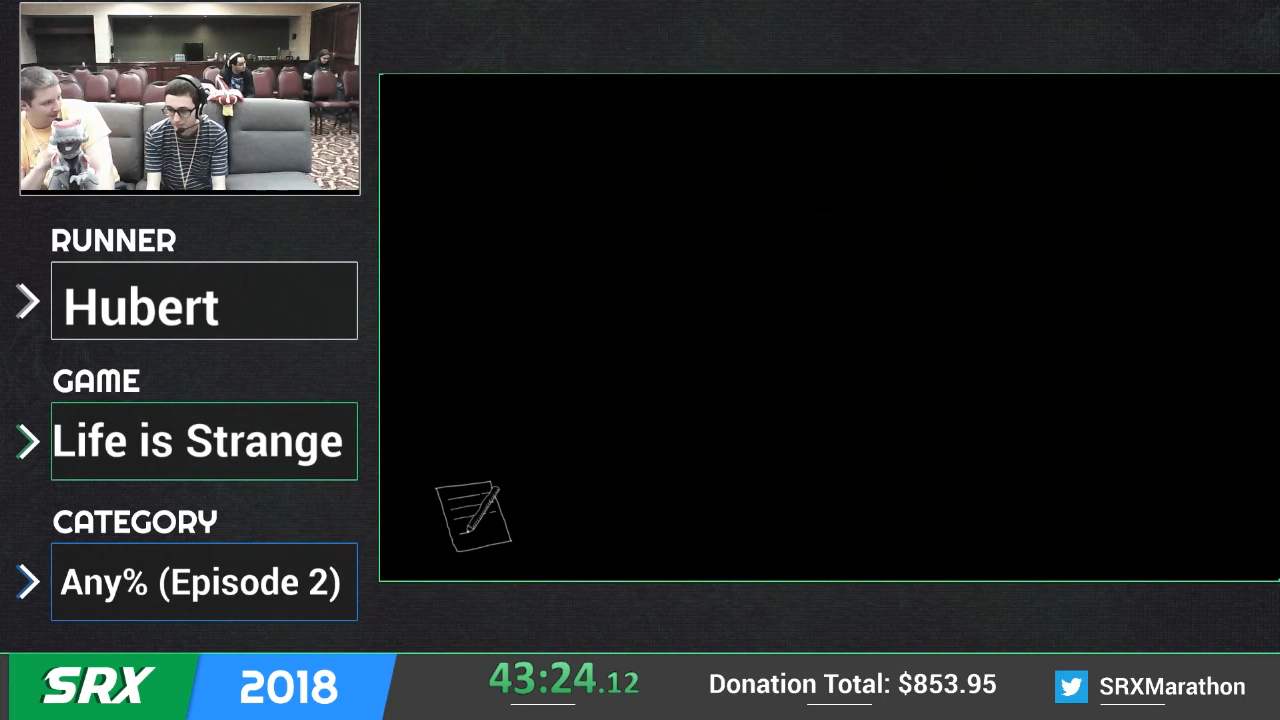 RUNNER
Hubert
GAME
Life is Strange
CATEGORY
Any% (Episode 2)
SRX 2018 43:24.12 Donation Total: $853.95 SRXMarathon